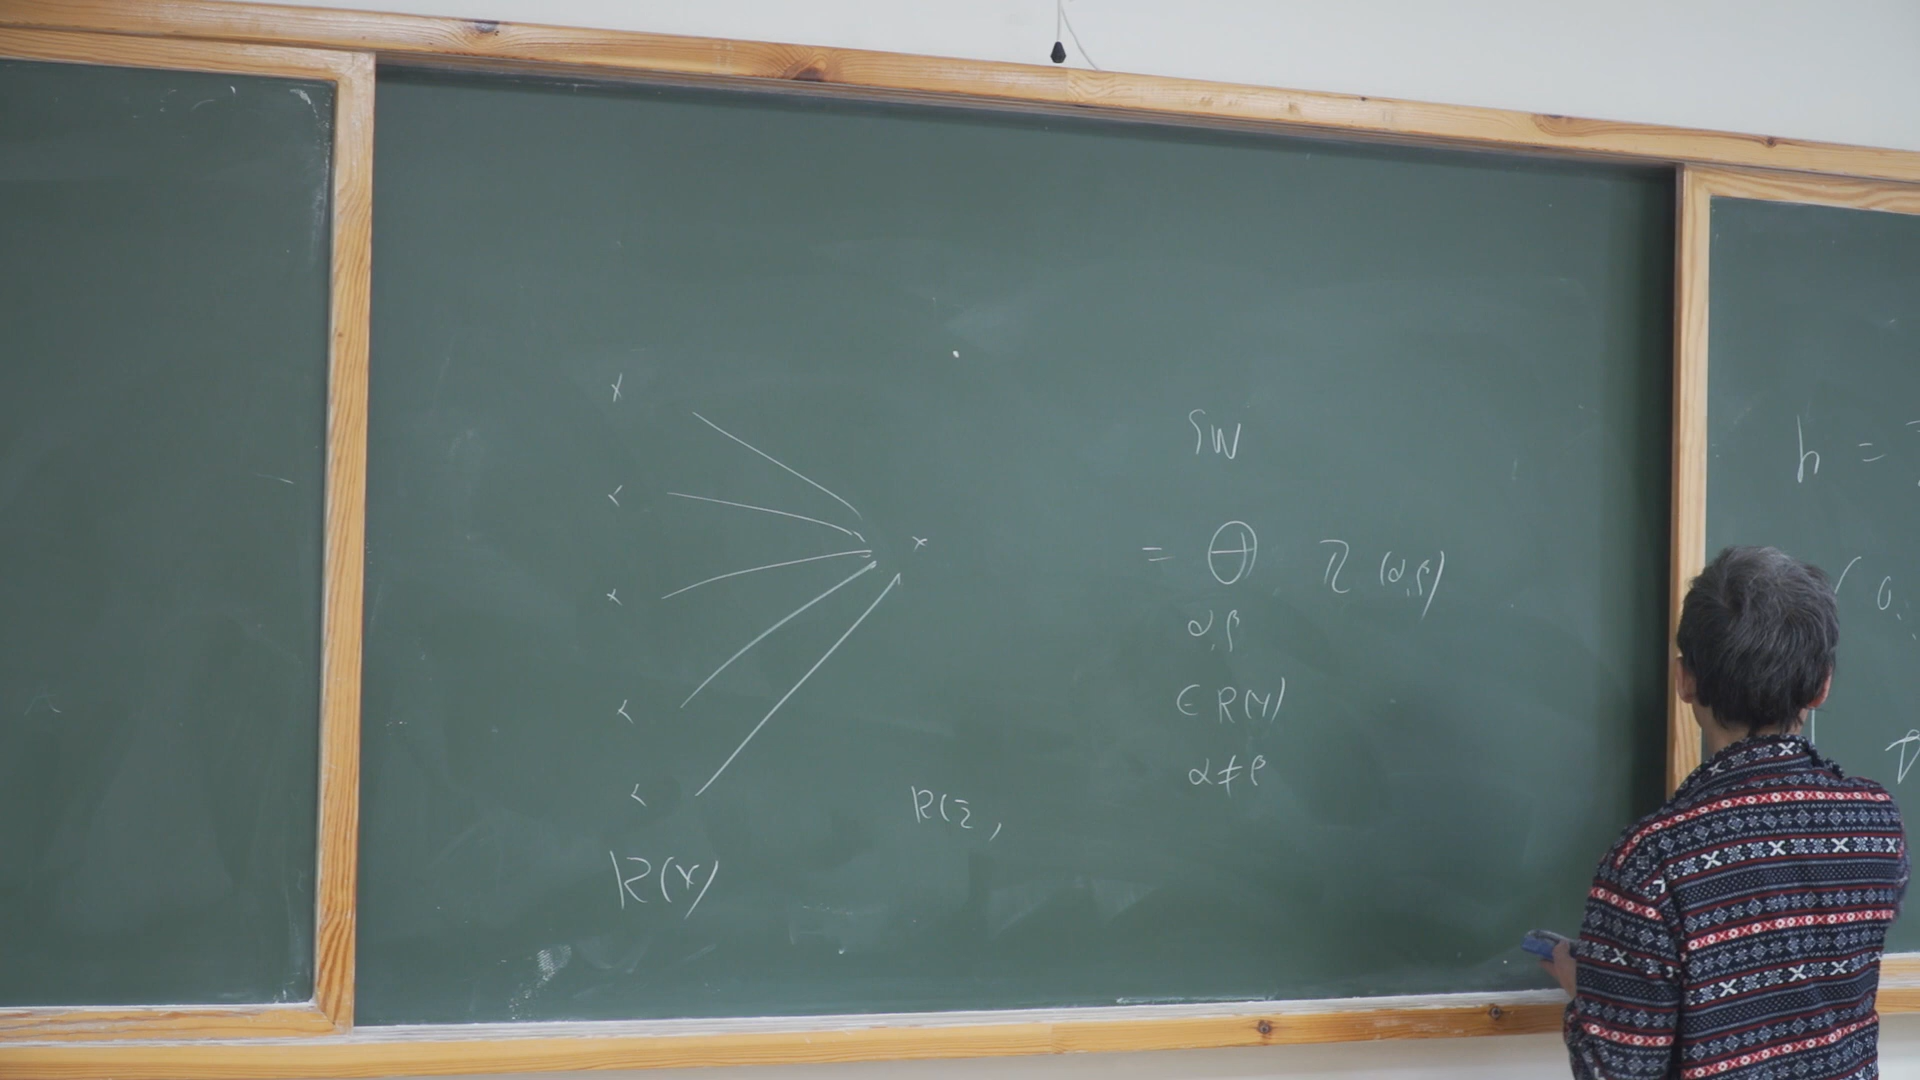 x
<
x
<
<
x
R(x)
R(Σ,
SW
= ⊕ ℤ (α,β)
α,β
∈ R(Y)
α≠β
h =